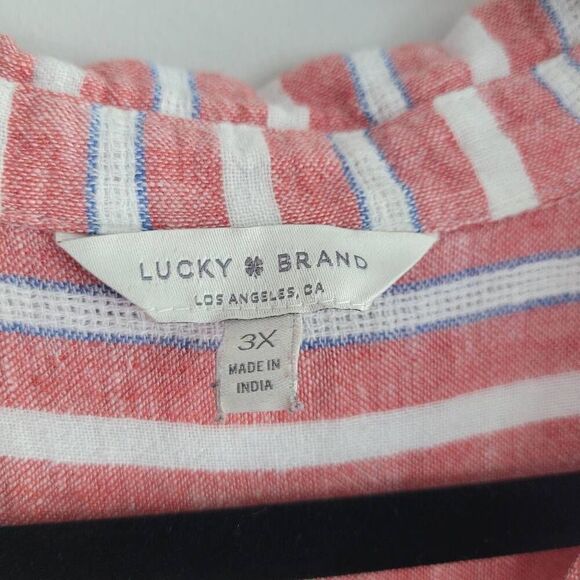 LUCKY BRAND
LOS ANGELES, CA
3X
MADE IN
INDIA